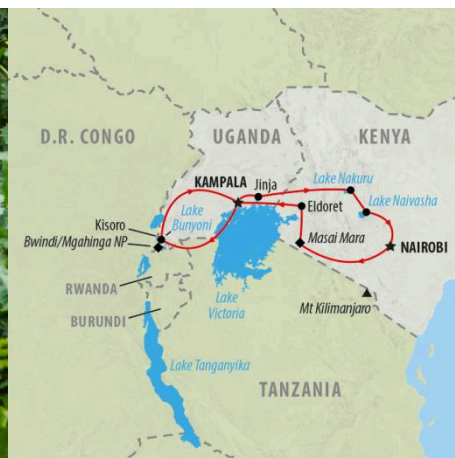 D.R. CONGO
UGANDA
KENYA
KAMPALA
Jinja
Lake Nakuru
Lake Naivasha
Eldoret
Kisoro
Lake
Bunyoni
Bwindi/Mgahinga NP
Masai Mara
NAIROBI
RWANDA
Lake
Victoria
Mt Kilimanjaro
BURUNDI
Lake Tanganyika
TANZANIA